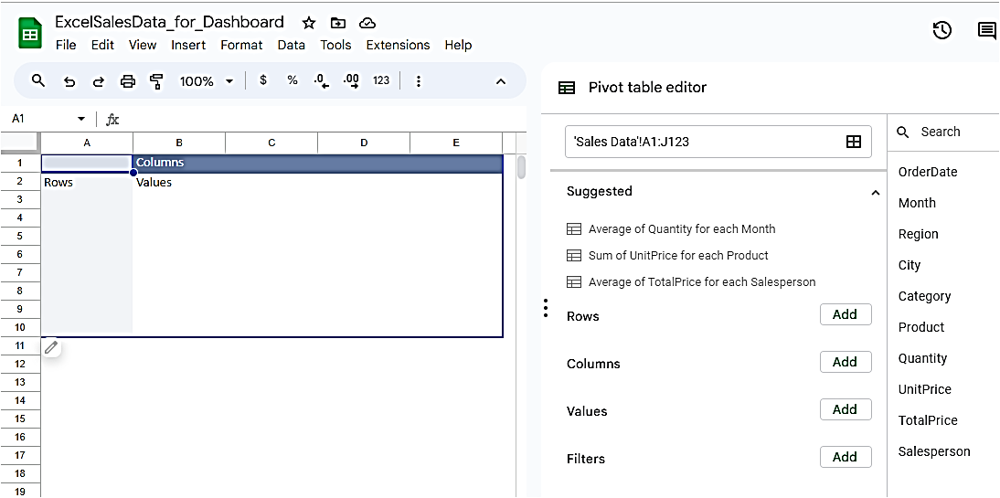 ExcelSalesData_for_Dashboard
File Edit View Insert Format Data Tools Extensions Help
100% $ % .0 .00 123
A1 fx
A B C D E
1 Columns
2 Rows Values
3
4
5
6
7
8
9
10
11
12
13
14
15
16
17
18
19
Pivot table editor
'Sales Data'!A1:J123
Suggested
Average of Quantity for each Month
Sum of UnitPrice for each Product
Average of TotalPrice for each Salesperson
Rows Add
Columns Add
Values Add
Filters Add
Search
OrderDate
Month
Region
City
Category
Product
Quantity
UnitPrice
TotalPrice
Salesperson